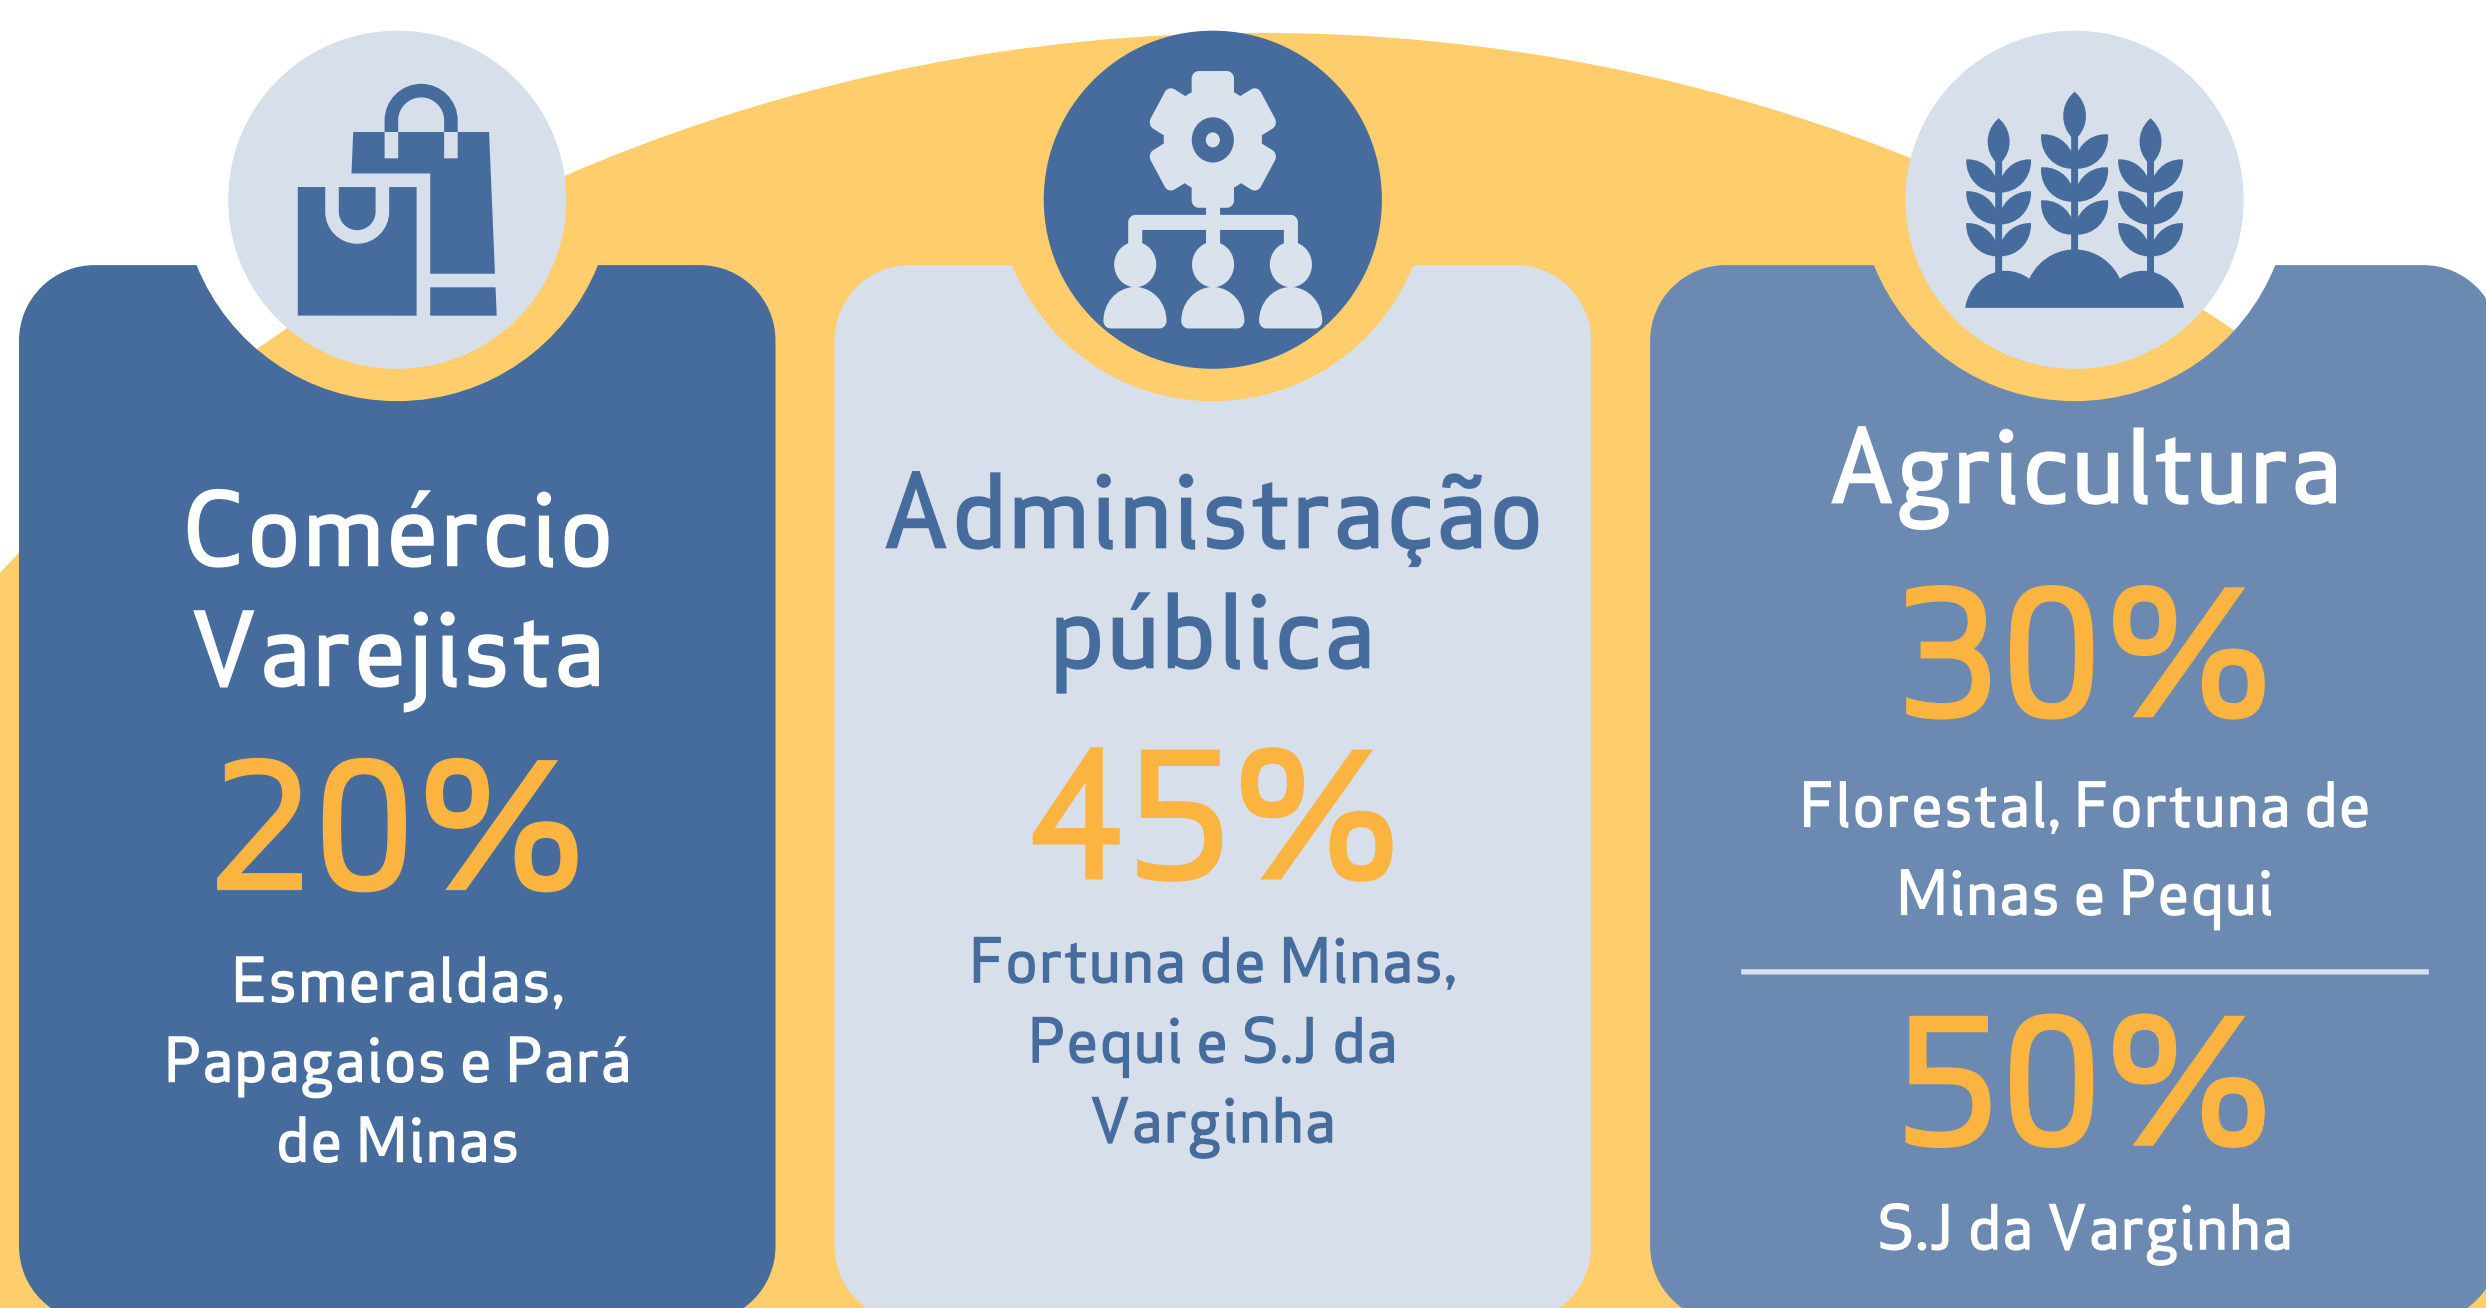 Comércio
Varejista
20%
Esmeraldas,
Papagaios e Pará
de Minas
Administração
pública
45%
Fortuna de Minas,
Pequi e S.J da
Varginha
Agricultura
30%
Florestal, Fortuna de
Minas e Pequi
50%
S.J da Varginha